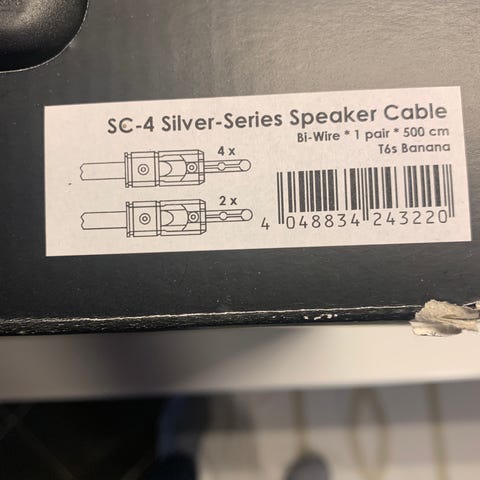 SC-4 Silver-Series Speaker Cable
Bi-Wire * 1 pair * 500 cm
T6s Banana
4 x
2 x
4 048834 243220